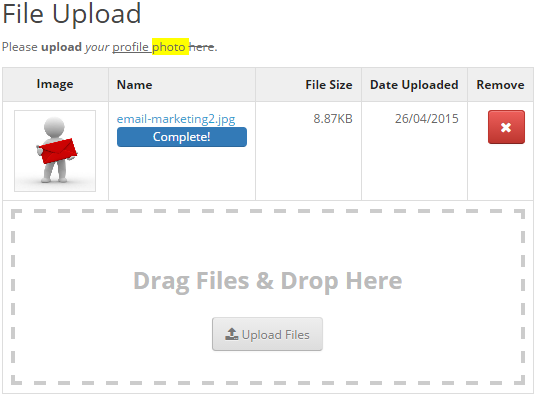 File Upload
Please upload your profile photo here.
Image Name File Size Date Uploaded Remove
email-marketing2.jpg 8.87KB 26/04/2015
Complete!
Drag Files & Drop Here
Upload Files